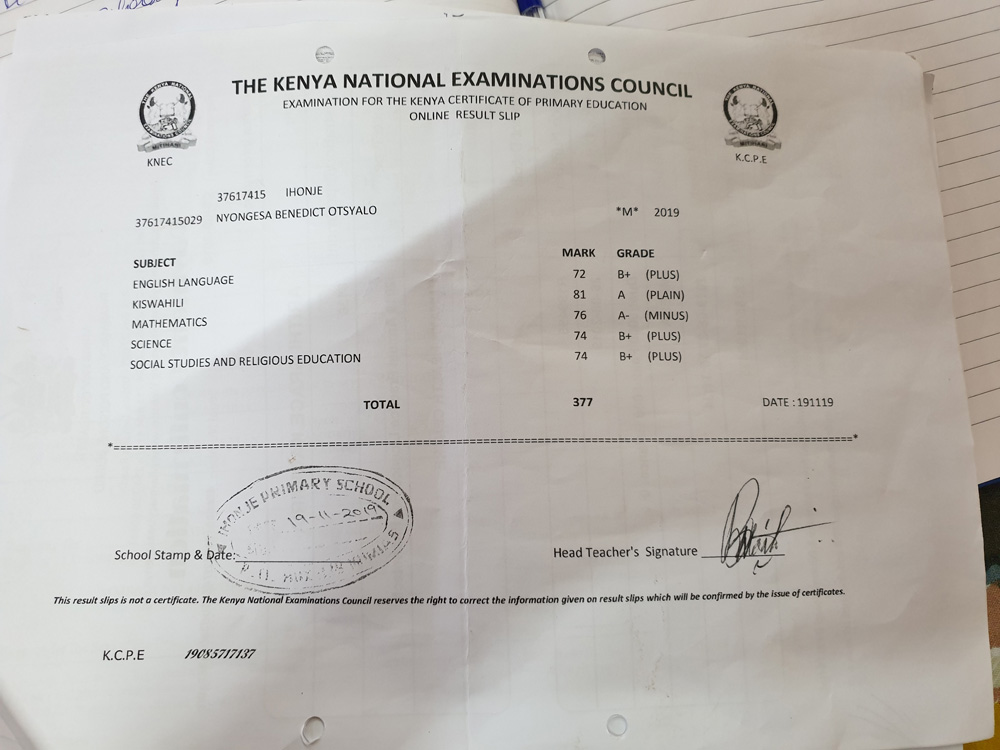 THE KENYA NATIONAL EXAMINATIONS COUNCIL
EXAMINATION FOR THE KENYA CERTIFICATE OF PRIMARY EDUCATION
ONLINE RESULT SLIP
KNEC
K.C.P.E
37617415 IHONJE
37617415029 NYONGESA BENEDICT OTSYALO *M* 2019
SUBJECT MARK GRADE
ENGLISH LANGUAGE 72 B+ (PLUS)
KISWAHILI 81 A (PLAIN)
MATHEMATICS 76 A- (MINUS)
SCIENCE 74 B+ (PLUS)
SOCIAL STUDIES AND RELIGIOUS EDUCATION 74 B+ (PLUS)
TOTAL 377 DATE : 191119
IHONJE PRIMARY SCHOOL
19-11-2019
School Stamp & Date:
Head Teacher's Signature
This result slips is not a certificate. The Kenya National Examinations Council reserves the right to correct the information given on result slips which will be confirmed by the issue of certificates.
K.C.P.E 19085717137